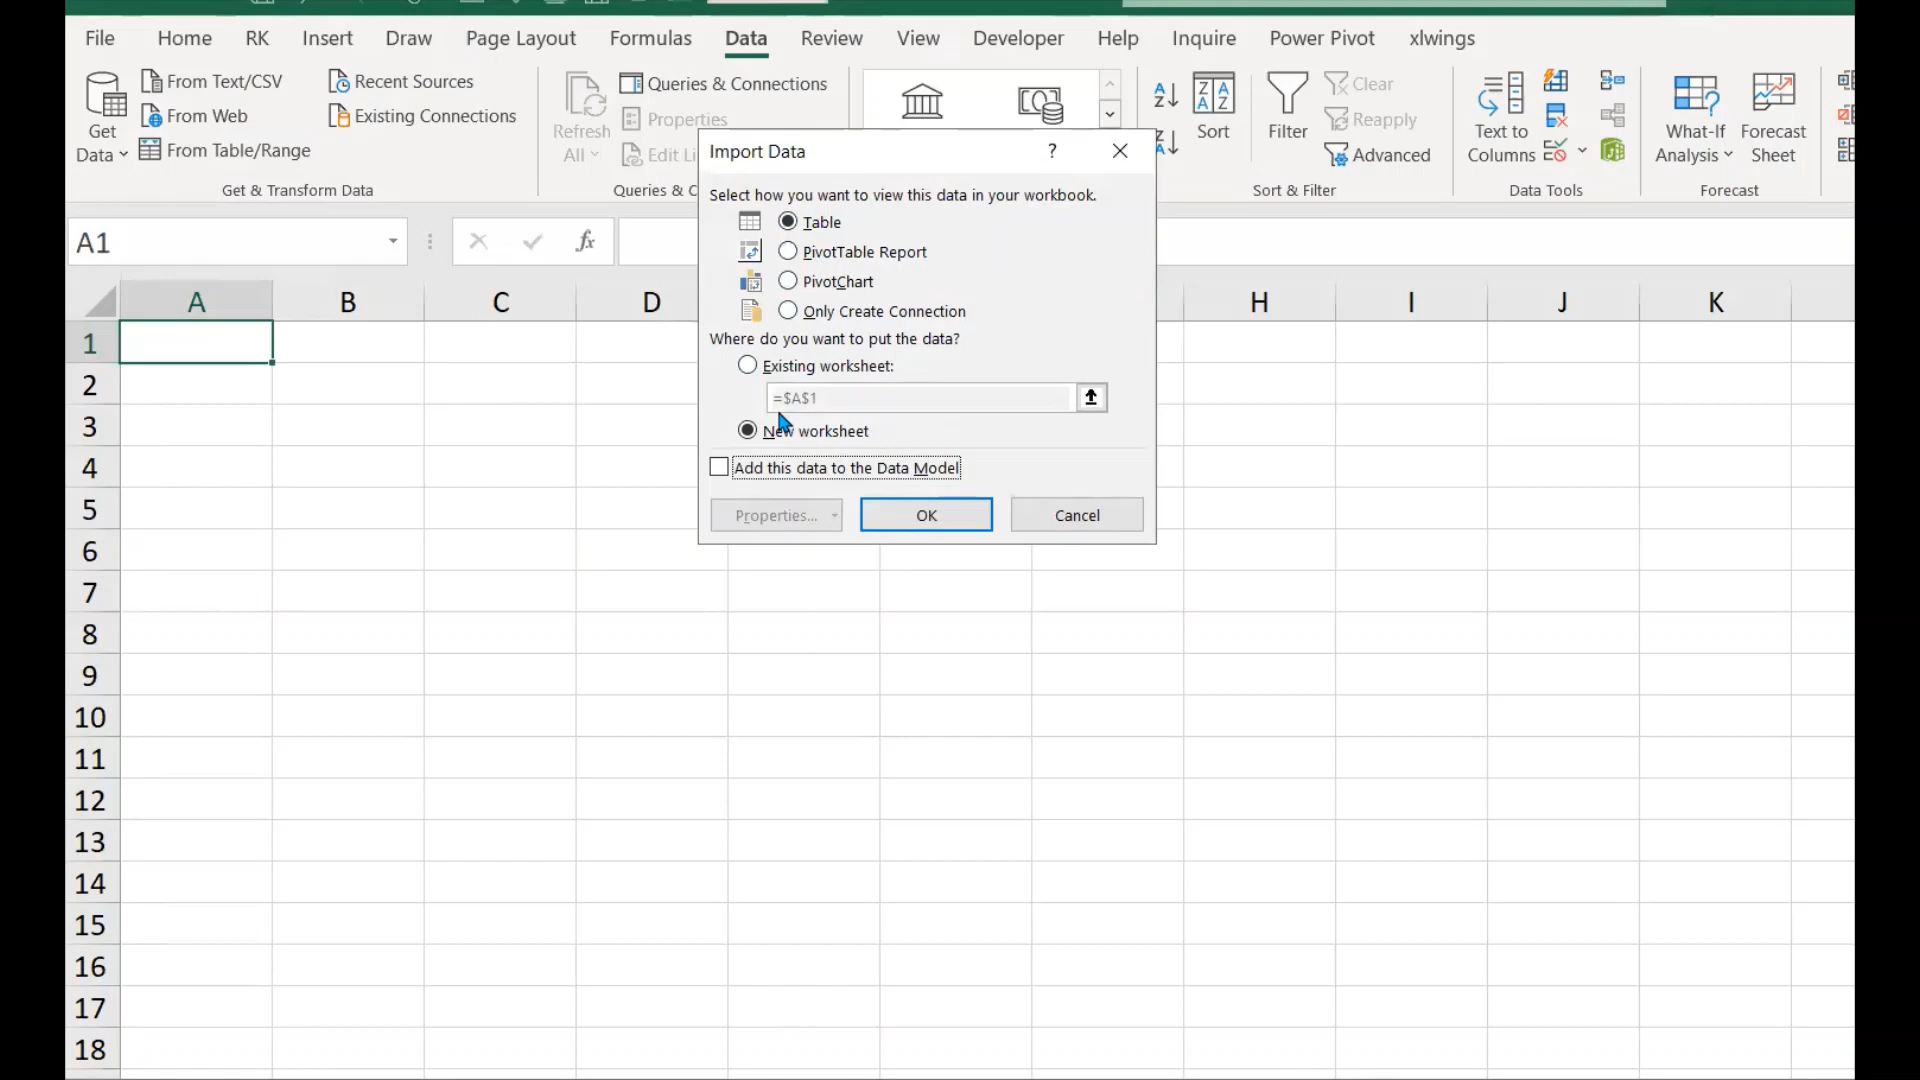 File Home RK Insert Draw Page Layout Formulas Data Review View Developer Help Inquire Power Pivot xlwings
Get Data
From Text/CSV
From Web
From Table/Range
Recent Sources
Existing Connections
Get & Transform Data
Refresh All
Queries & Connections
Properties
Edit Li
Queries & C
Sort
Filter
Clear
Reapply
Advanced
Sort & Filter
Text to Columns
Data Tools
What-If Analysis
Forecast Sheet
Forecast
A1
fx
Import Data ?
Select how you want to view this data in your workbook.
Table
PivotTable Report
PivotChart
Only Create Connection
Where do you want to put the data?
Existing worksheet:
=$A$1
New worksheet
Add this data to the Data Model
Properties... OK Cancel
A B C D H I J K
1
2
3
4
5
6
7
8
9
10
11
12
13
14
15
16
17
18